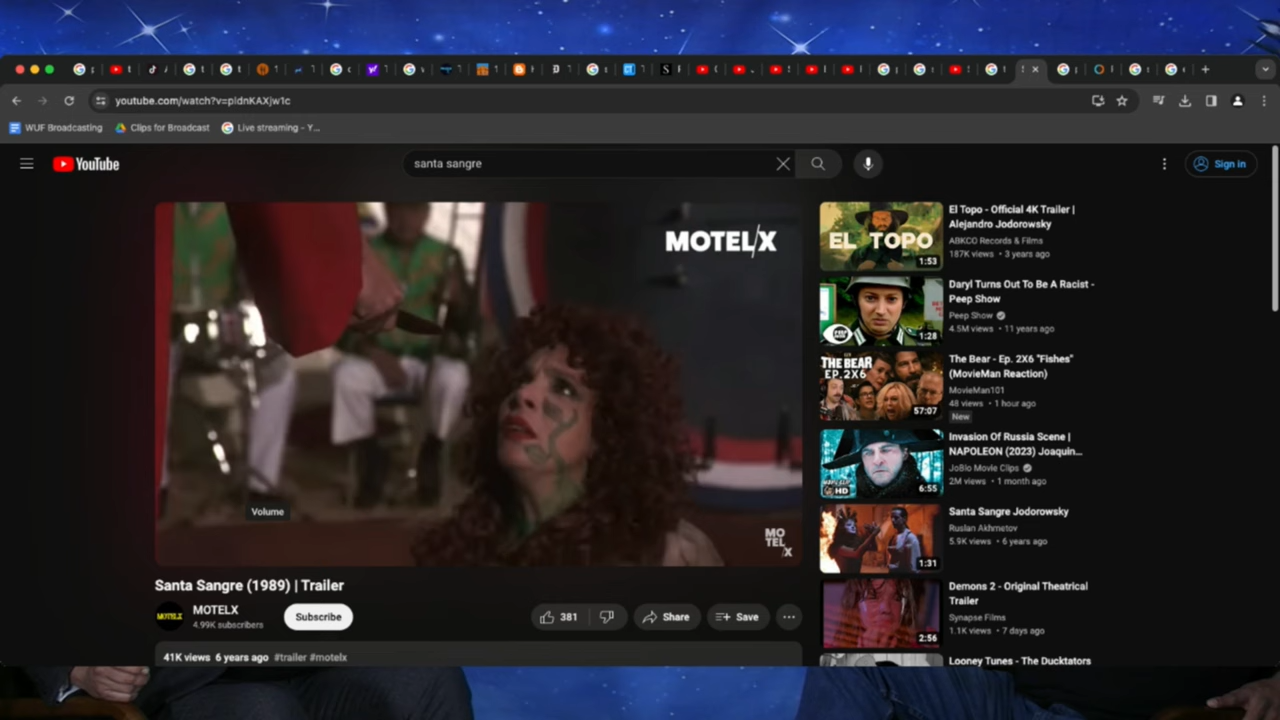 youtube.com/watch?v=pldnKAXjw1c
WUF Broadcasting
Clips for Broadcast
Live streaming - Y...
YouTube
santa sangre
Sign in
MOTEL/X
Volume
MO
TEL
/X
Santa Sangre (1989) | Trailer
MOTELX
MOTELX
4.99K subscribers
Subscribe
381
Share
Save
41K views 6 years ago #trailer #motelx
EL TOPO
1:53
El Topo - Official 4K Trailer |
Alejandro Jodorowsky
ABKCO Records & Films
187K views • 3 years ago
1:28
Daryl Turns Out To Be A Racist -
Peep Show
Peep Show
4.5M views • 11 years ago
THE BEAR
EP. 2X6
57:07
The Bear - Ep. 2X6 "Fishes"
(MovieMan Reaction)
MovieMan101
48 views • 1 hour ago
New
HD
6:55
Invasion Of Russia Scene |
NAPOLEON (2023) Joaquin...
JoBlo Movie Clips
2M views • 1 month ago
1:31
Santa Sangre Jodorowsky
Ruslan Akhmetov
5.9K views • 6 years ago
2:56
Demons 2 - Original Theatrical
Trailer
Synapse Films
1.1K views • 7 days ago
Looney Tunes - The Ducktators